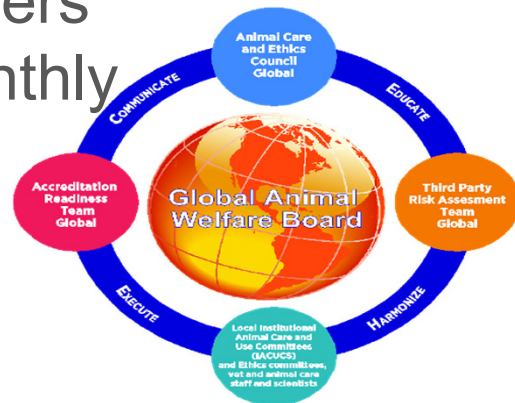 ers
nthly
Animal Care
and Ethics
Council
Global
COMMUNICATE
EDUCATE
Accreditation
Readiness
Team
Global
Global Animal
Welfare Board
Third Party
Risk Assesment
Team
Global
EXECUTE
HARMONIZE
Local Institutional
Animal Care and
Use Committees
(IACUCS)
and Ethics committees,
vet and animal care
staff and scientists